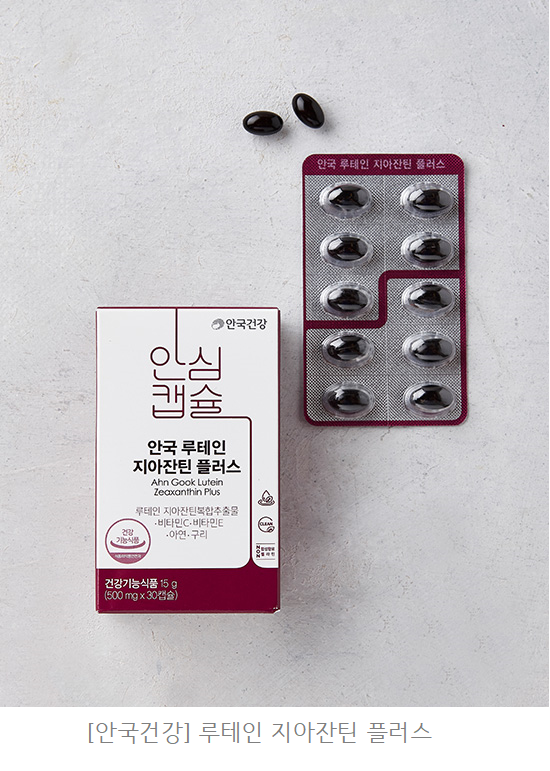 안국 루테인 지아잔틴 플러스
안국건강
안심
캡슐
안국 루테인
지아잔틴 플러스
Ahn Gook Lutein
Zeaxanthin Plus
루테인 지아잔틴복합추출물
·비타민C·비타민E
·아연·구리
건강
기능식품
CLEAN
NON
건강기능식품 15 g
(500 mg x 30캡슐)
[안국건강] 루테인 지아잔틴 플러스